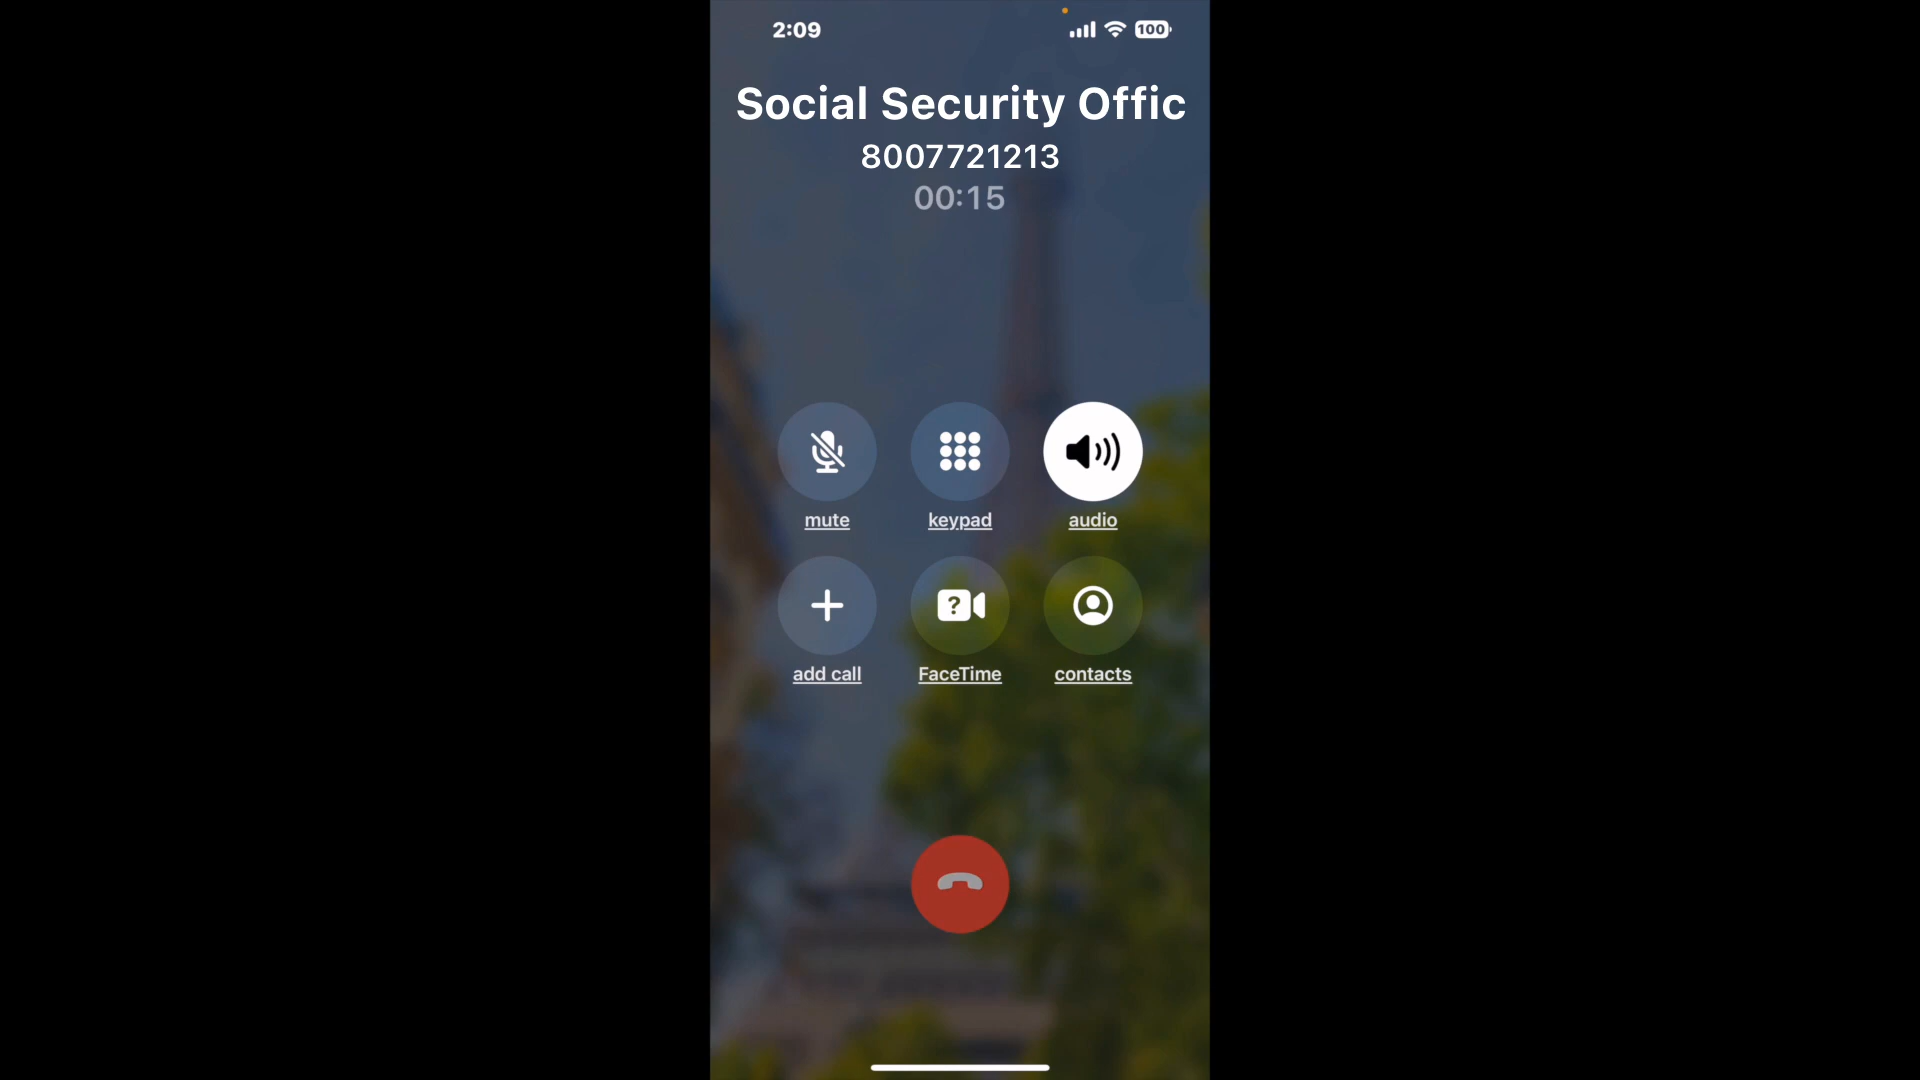 2:09
100
Social Security Offic
8007721213
00:15
mute
keypad
audio
?
add call
FaceTime
contacts